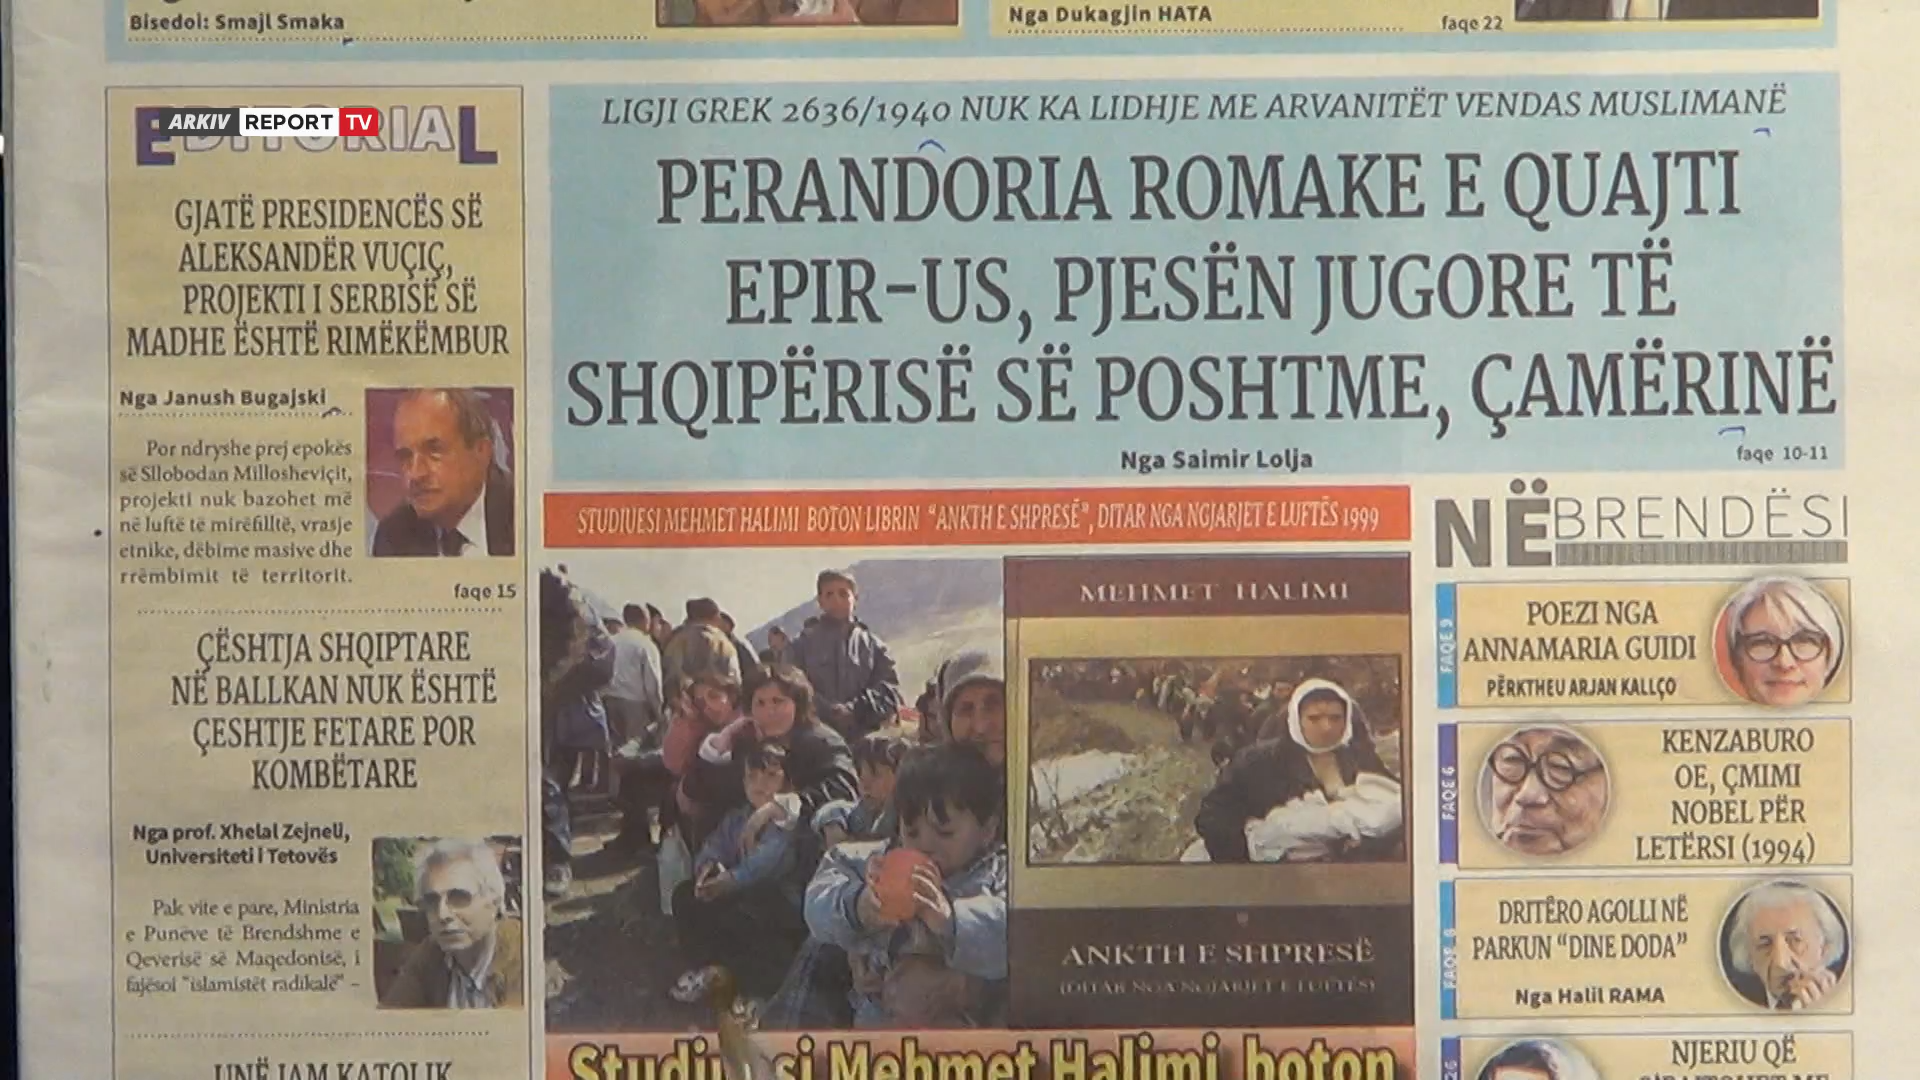 Bisedoi: Smajl Smaka
Nga Dukagjin HATA
faqe 22
ARKIV REPORT TV
EDITORIAL
GJATË PRESIDENCËS SË
ALEKSANDËR VUÇIÇ,
PROJEKTI I SERBISË SË
MADHE ËSHTË RIMËKËMBUR
Nga Janush Bugajski
Por ndryshe prej epokës
së Sllobodan Millosheviçit,
projekti nuk bazohet më
në luftë të mirëfilltë, vrasje
etnike, dëbime masive dhe
rrëmbimit të territorit.
faqe 15
ÇËSHTJA SHQIPTARE
NË BALLKAN NUK ËSHTË
ÇESHTJE FETARE POR
KOMBËTARE
Nga prof. Xhelal Zejneli,
Universiteti i Tetovës
Pak vite e pare, Ministria
e Punëve të Brendshme e
Qeverisë së Maqedonisë, i
fajësoi "islamistët radikalë" –
UNË JAM KATOLIK
LIGJI GREK 2636/1940 NUK KA LIDHJE ME ARVANITËT VENDAS MUSLIMANË
PERANDORIA ROMAKE E QUAJTI
EPIR-US, PJESËN JUGORE TË
SHQIPËRISË SË POSHTME, ÇAMËRINË
Nga Saimir Lolja
faqe 10-11
STUDIUESI MEHMET HALIMI BOTON LIBRIN "ANKTH E SHPRESË", DITAR NGA NGJARJET E LUFTËS 1999
MEHMET HALIMI
ANKTH E SHPRESË
(DITAR NGA NGJARJET E LUFTËS)
Mehmet Halimi boton
NË BRENDËSI
FAQE 9
POEZI NGA
ANNAMARIA GUIDI
PËRKTHEU ARJAN KALLÇO
FAQE 6
KENZABURO
OE, ÇMIMI
NOBEL PËR
LETËRSI (1994)
DRITËRO AGOLLI NË
PARKUN "DINE DODA"
Nga Halil RAMA
NJERIU QË